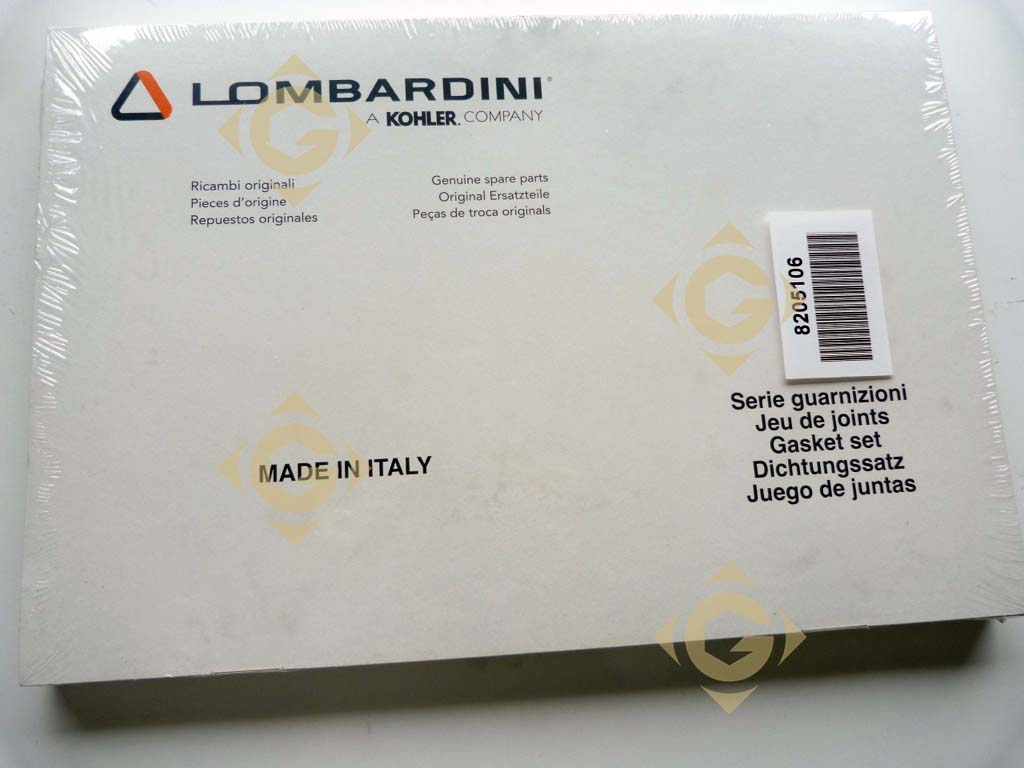 LOMBARDINI®
A KOHLER. COMPANY
Ricambi originali
Pieces d'origine
Repuestos originales
Genuine spare parts
Original Ersatzteile
Peças de troca originals
8205106
Serie guarnizioni
Jeu de joints
Gasket set
Dichtungssatz
Juego de juntas
MADE IN ITALY
G
G
G
G